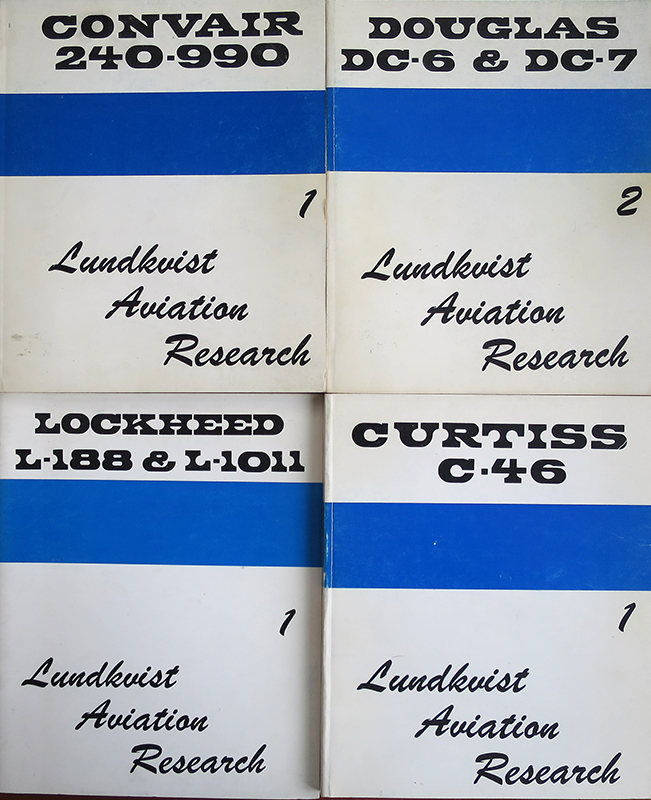 CONVAIR
240-990
1
Lundkvist
Aviation
Research
DOUGLAS
DC-6 & DC-7
2
Lundkvist
Aviation
Research
LOCKHEED
L-188 & L-1011
1
Lundkvist
Aviation
Research
CURTISS
C-46
1
Lundkvist
Aviation
Research